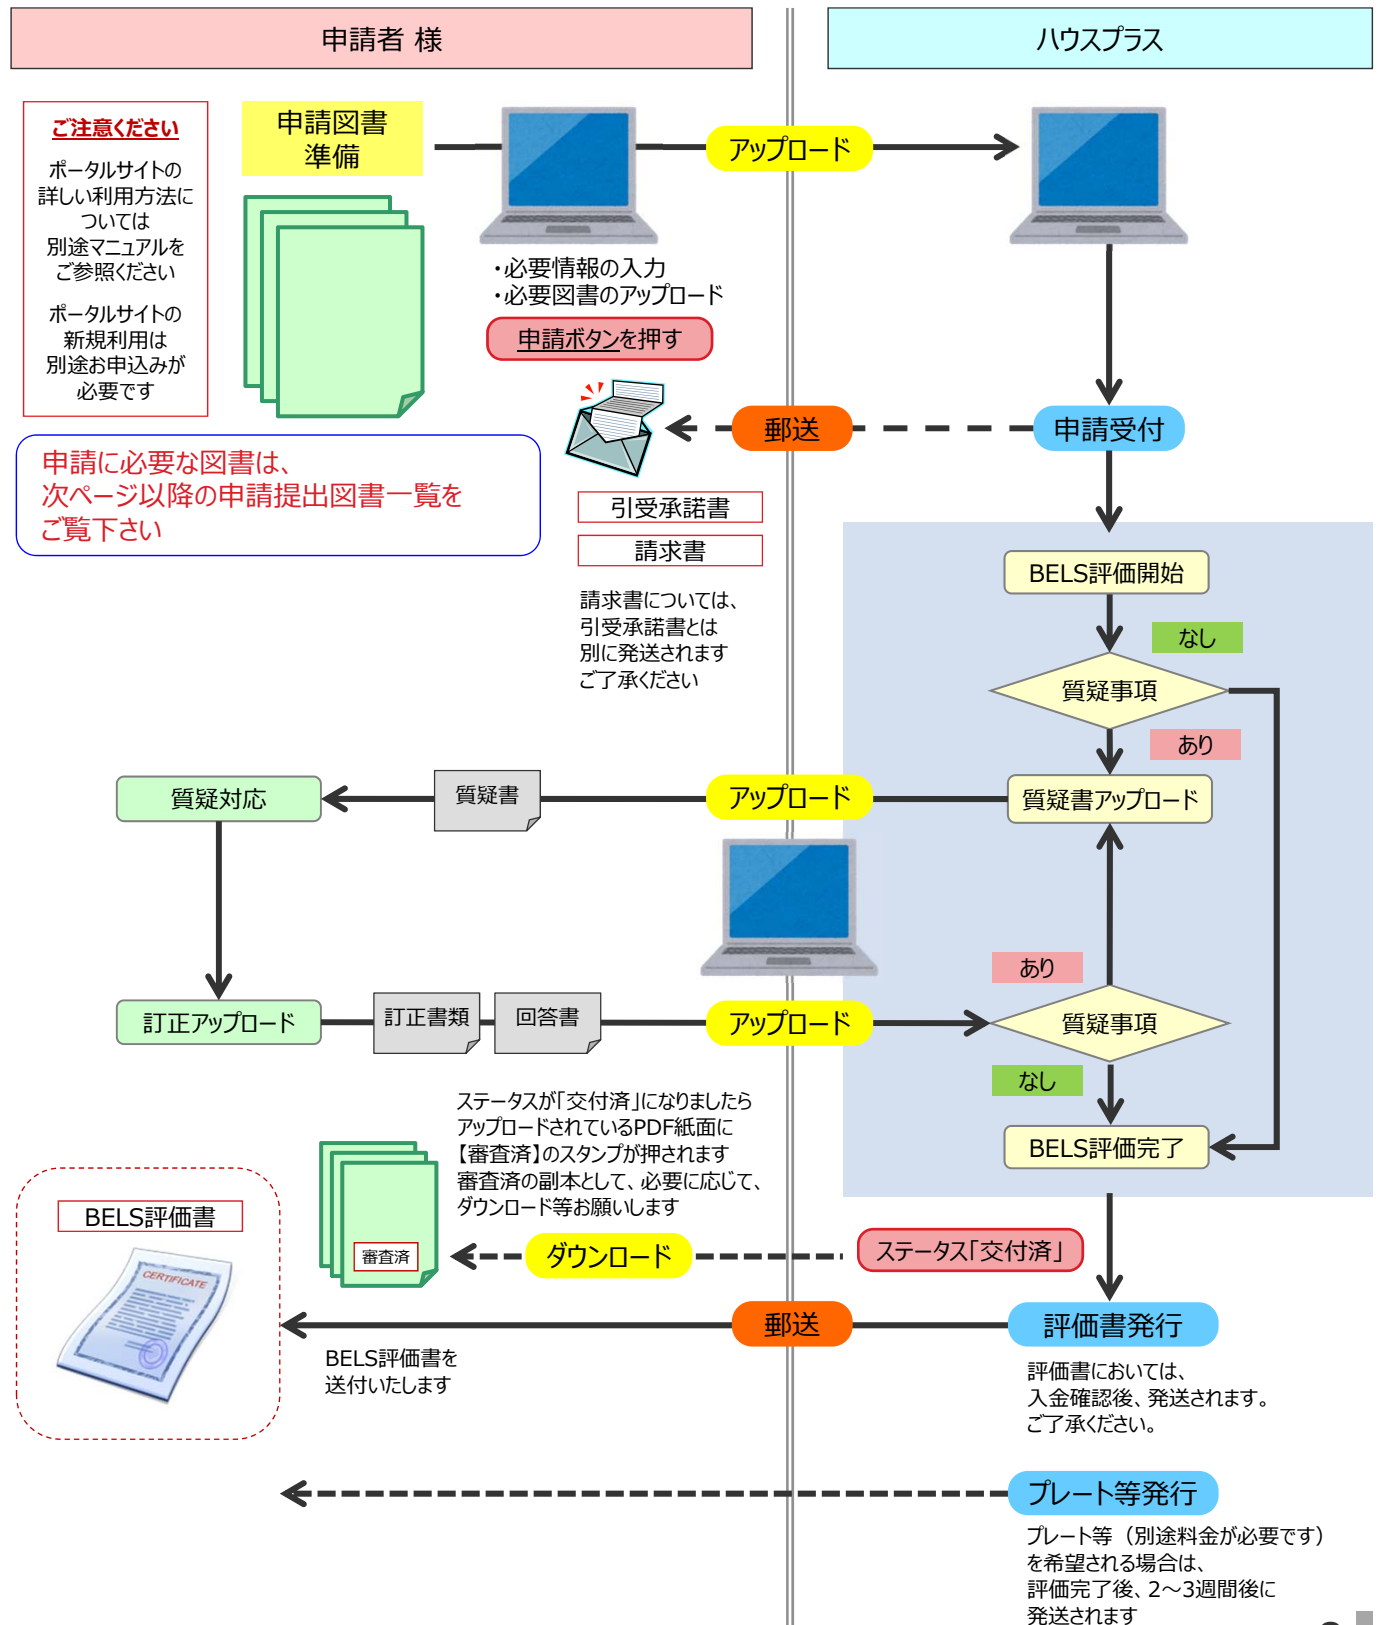 申請者 様
ハウスプラス
ご注意ください
ポータルサイトの
詳しい利用方法に
ついては
別途マニュアルを
ご参照ください
ポータルサイトの
新規利用は
別途お申込みが
必要です
申請図書
準備
アップロード
・必要情報の入力
・必要図書のアップロード
申請ボタンを押す
郵送
申請受付
申請に必要な図書は、
次ページ以降の申請提出図書一覧を
ご覧下さい
引受承諾書
請求書
請求書については、
引受承諾書とは
別に発送されます
ご了承ください
BELS評価開始
なし
質疑事項
あり
質疑対応
質疑書
アップロード
質疑書アップロード
あり
訂正アップロード
訂正書類
回答書
アップロード
質疑事項
なし
BELS評価完了
ステータスが「交付済」になりましたら
アップロードされているPDF紙面に
【審査済】のスタンプが押されます
審査済の副本として、必要に応じて、
ダウンロード等お願いします
審査済
ダウンロード
ステータス「交付済」
BELS評価書
CERTIFICATE
郵送
評価書発行
BELS評価書を
送付いたします
評価書においては、
入金確認後、発送されます。
ご了承ください。
プレート等発行
プレート等（別途料金が必要です）
を希望される場合は、
評価完了後、2～3週間後に
発送されます